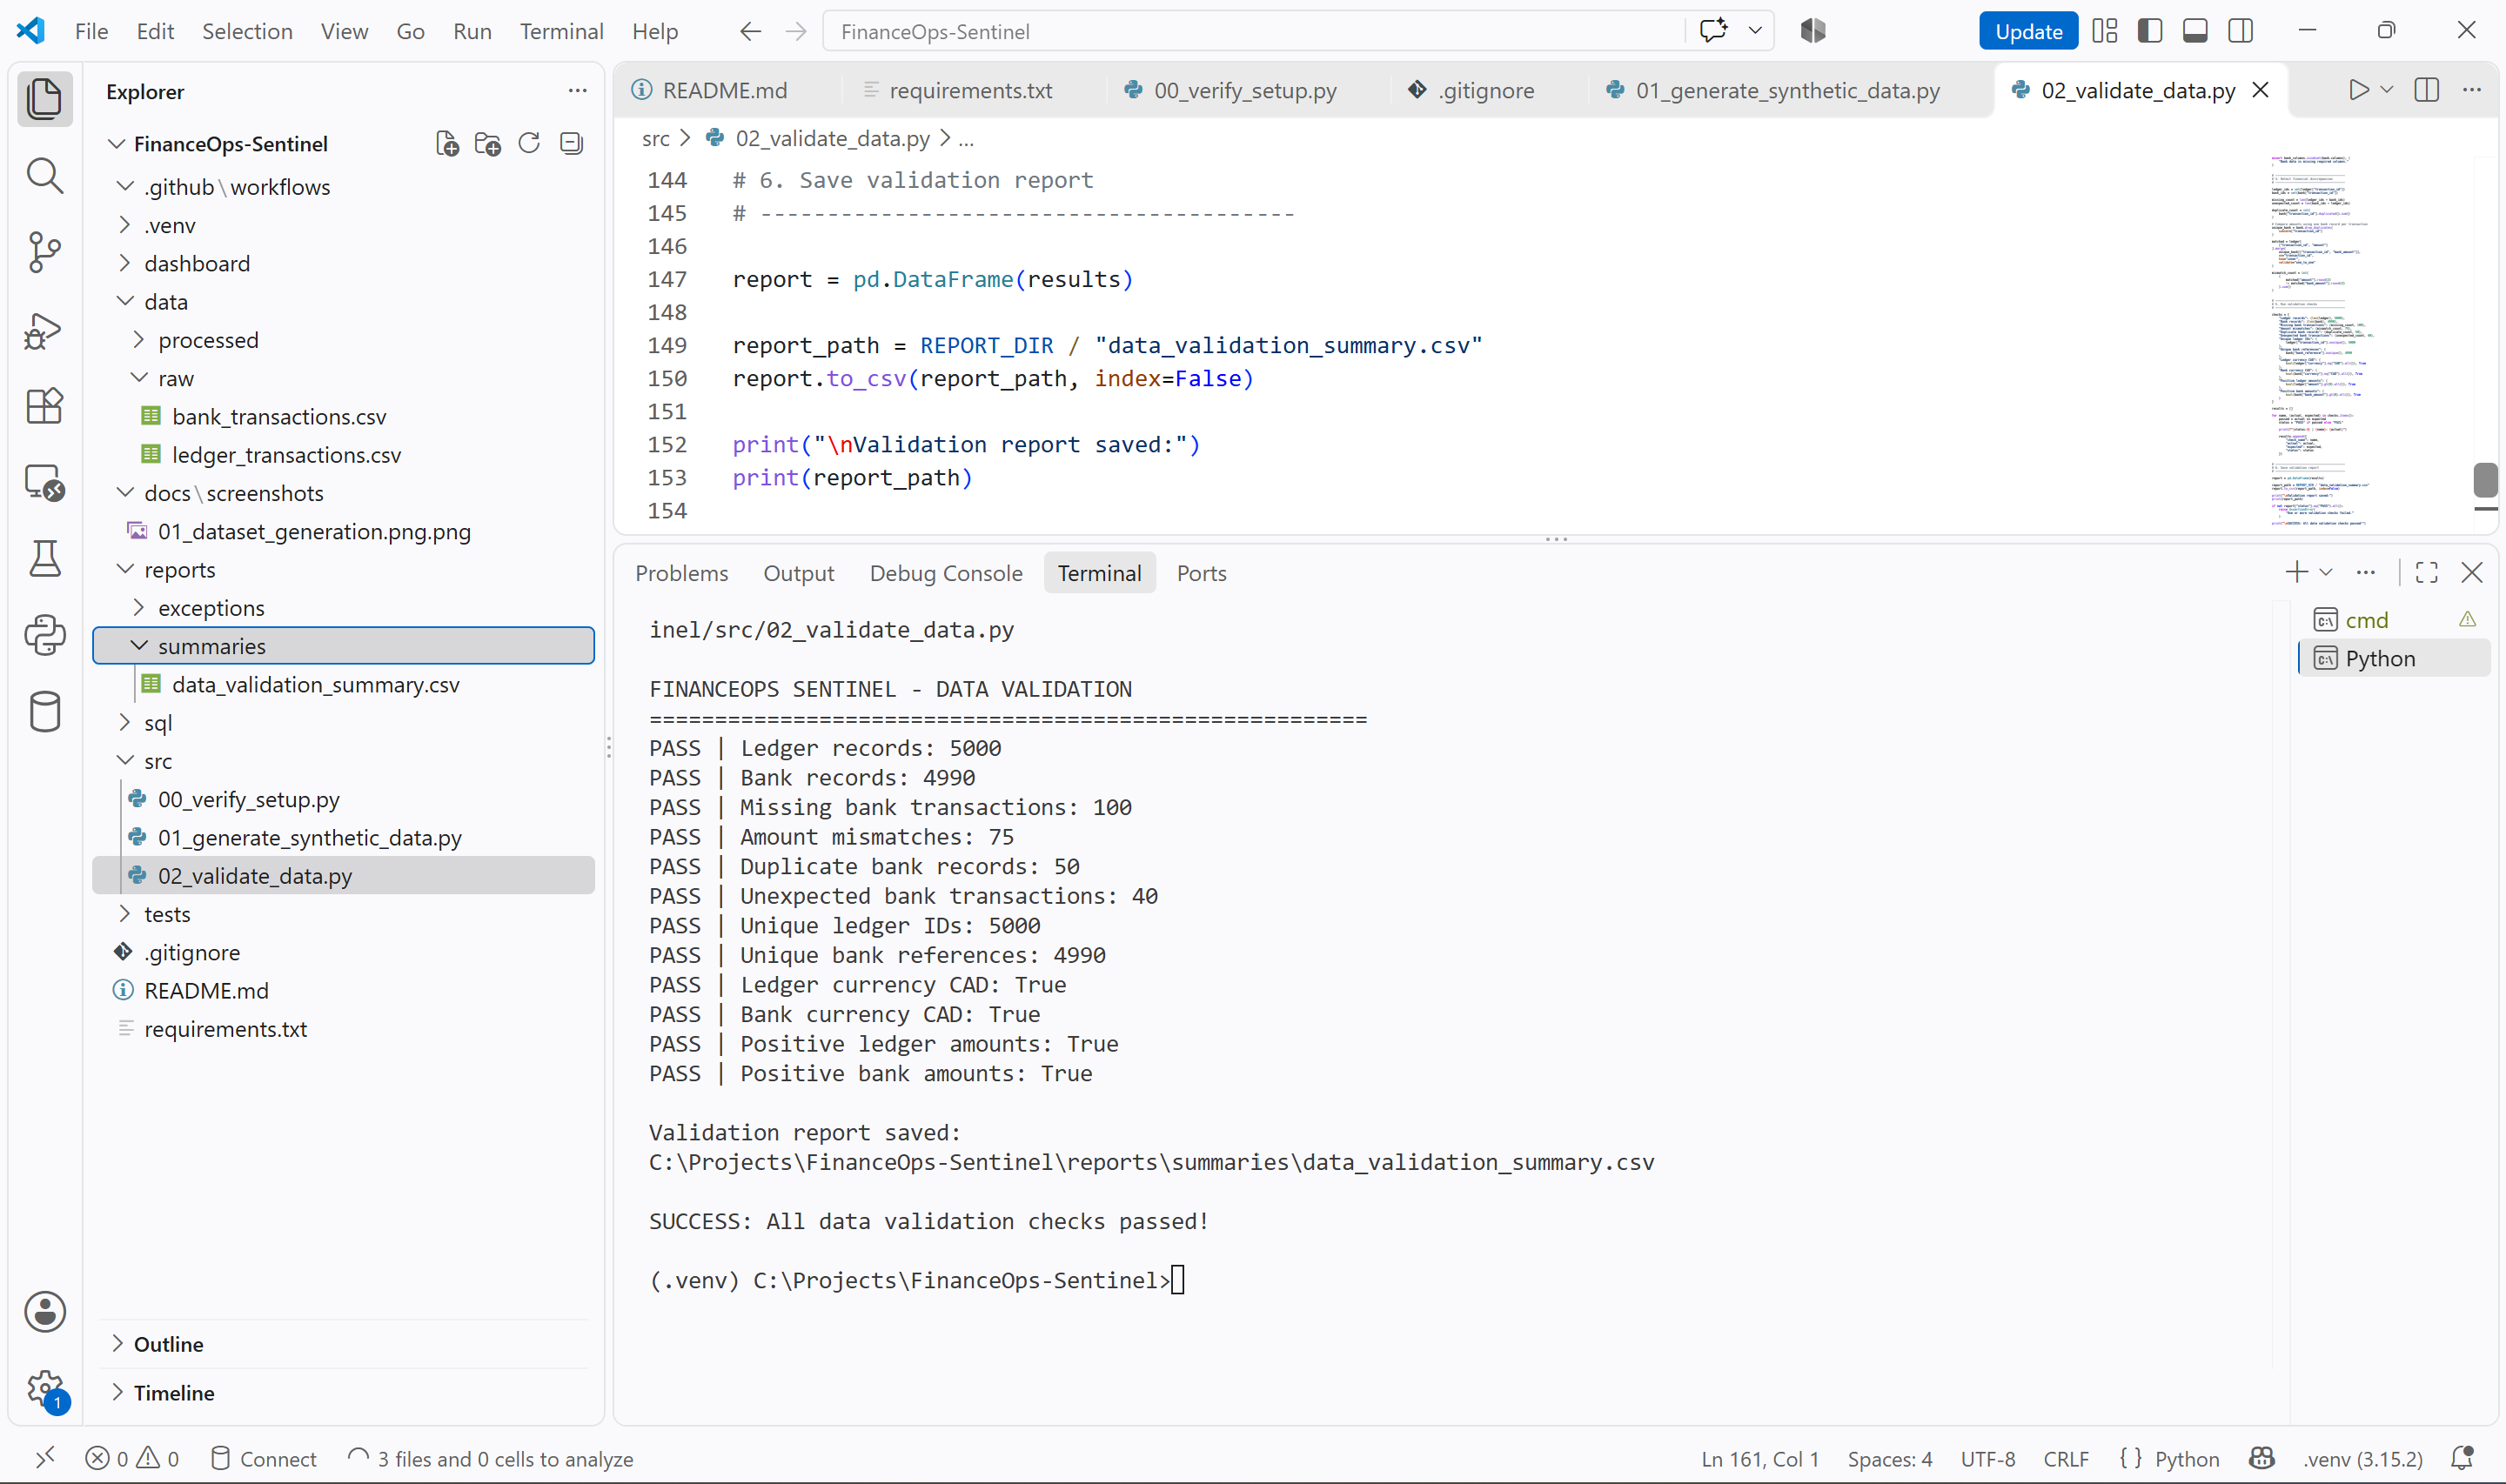 File Edit Selection View Go Run Terminal Help
FinanceOps-Sentinel
Update
Explorer
FinanceOps-Sentinel
.github\workflows
.venv
dashboard
data
processed
raw
bank_transactions.csv
ledger_transactions.csv
docs\screenshots
01_dataset_generation.png.png
reports
exceptions
summaries
data_validation_summary.csv
sql
src
00_verify_setup.py
01_generate_synthetic_data.py
02_validate_data.py
tests
.gitignore
README.md
requirements.txt
Outline
Timeline
1
README.md requirements.txt 00_verify_setup.py .gitignore 01_generate_synthetic_data.py 02_validate_data.py
src > 02_validate_data.py > ...
144 # 6. Save validation report
145 # ----------------------------------------
146
147 report = pd.DataFrame(results)
148
149 report_path = REPORT_DIR / "data_validation_summary.csv"
150 report.to_csv(report_path, index=False)
151
152 print("\nValidation report saved:")
153 print(report_path)
154
Problems Output Debug Console Terminal Ports
cmd
Python
inel/src/02_validate_data.py
FINANCEOPS SENTINEL - DATA VALIDATION
=======================================================
PASS | Ledger records: 5000
PASS | Bank records: 4990
PASS | Missing bank transactions: 100
PASS | Amount mismatches: 75
PASS | Duplicate bank records: 50
PASS | Unexpected bank transactions: 40
PASS | Unique ledger IDs: 5000
PASS | Unique bank references: 4990
PASS | Ledger currency CAD: True
PASS | Bank currency CAD: True
PASS | Positive ledger amounts: True
PASS | Positive bank amounts: True
Validation report saved:
C:\Projects\FinanceOps-Sentinel\reports\summaries\data_validation_summary.csv
SUCCESS: All data validation checks passed!
(.venv) C:\Projects\FinanceOps-Sentinel>
0 0 Connect 3 files and 0 cells to analyze Ln 161, Col 1 Spaces: 4 UTF-8 CRLF { } Python .venv (3.15.2)